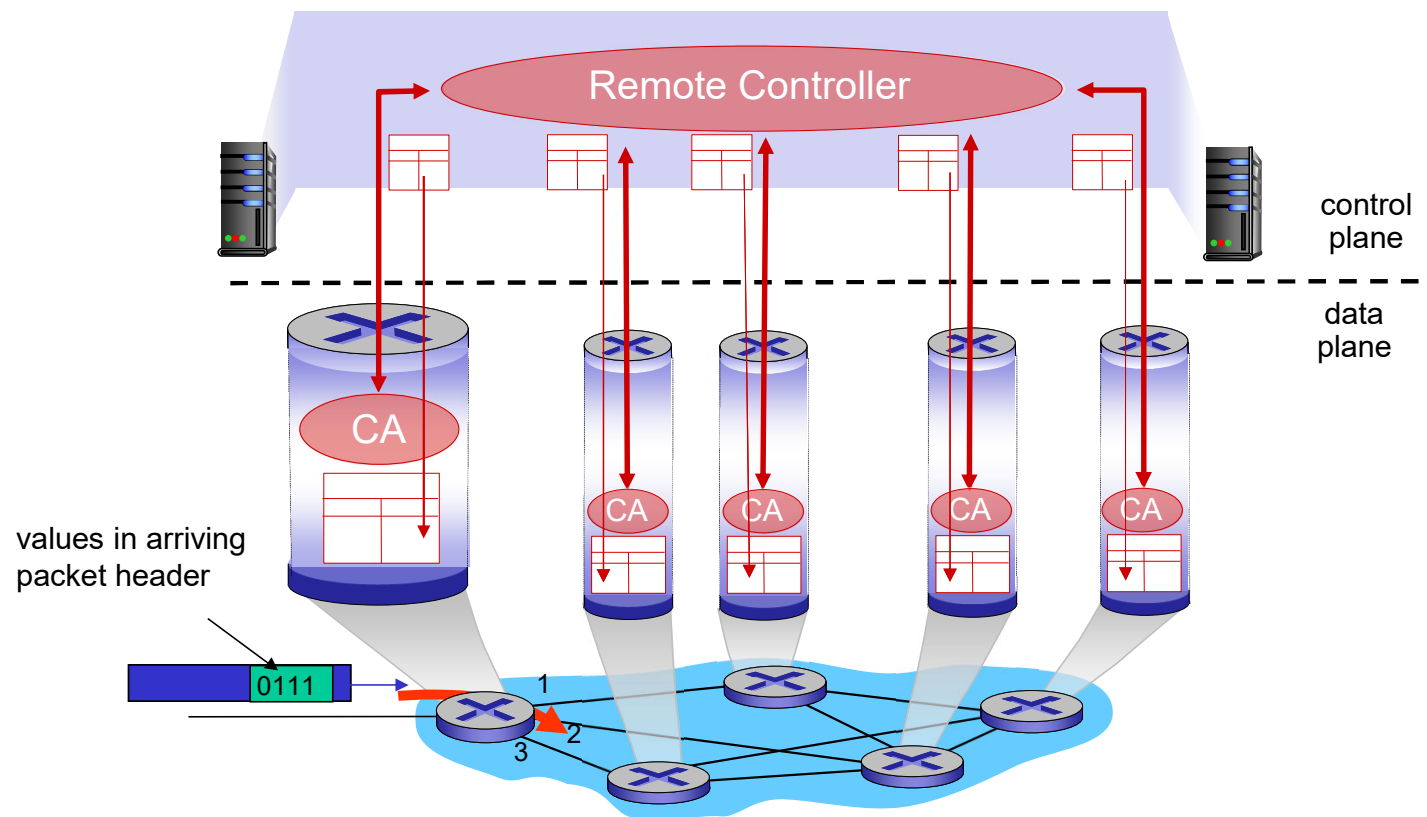 Remote Controller
control
plane
data
plane
CA
CA
CA
CA
CA
values in arriving
packet header
0111
1
2
3